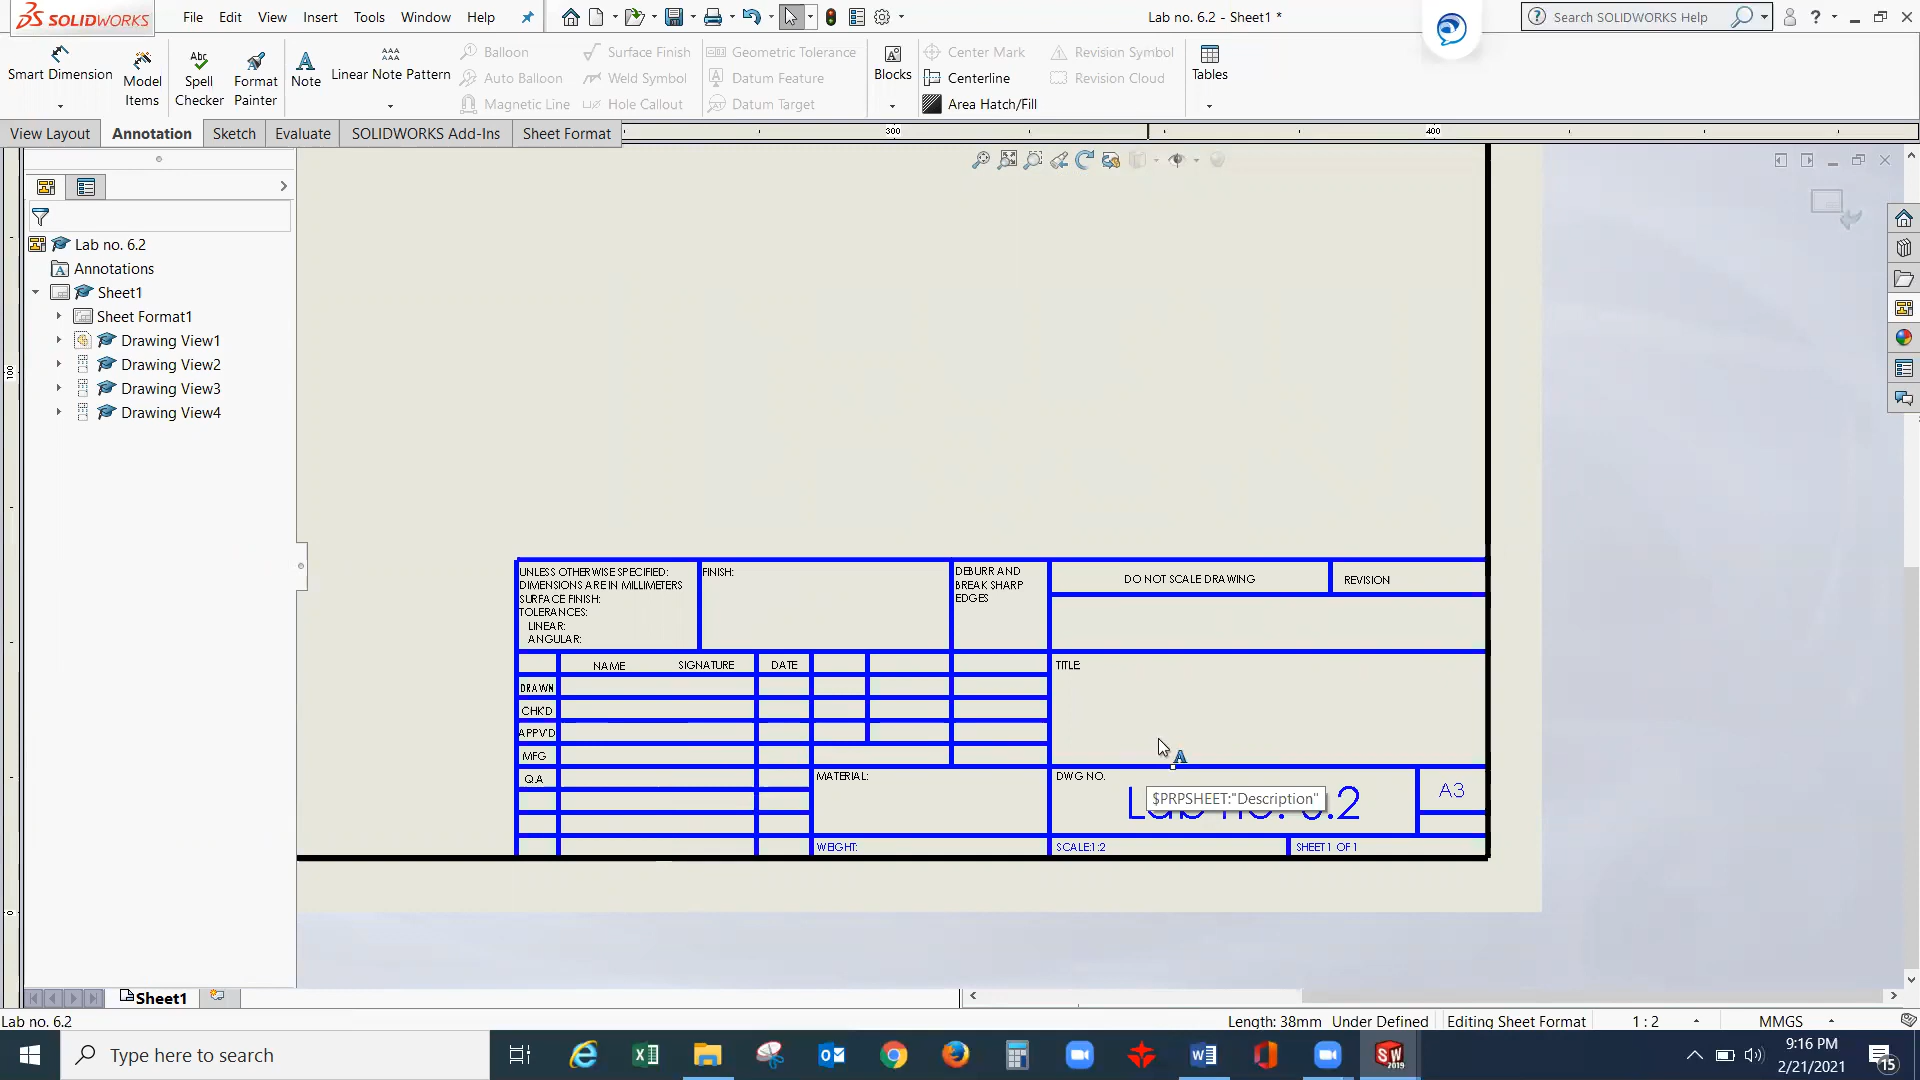 SOLIDWORKS File Edit View Insert Tools Window Help
Lab no. 6.2 - Sheet1 *
Search SOLIDWORKS Help
Smart Dimension
Model Items
Spell Checker
Format Painter
Note
Linear Note Pattern
Balloon
Auto Balloon
Magnetic Line
Surface Finish
Weld Symbol
Hole Callout
Geometric Tolerance
Datum Feature
Datum Target
Blocks
Center Mark
Centerline
Area Hatch/Fill
Revision Symbol
Revision Cloud
Tables
View Layout Annotation Sketch Evaluate SOLIDWORKS Add-Ins Sheet Format
300 400
Lab no. 6.2
Annotations
Sheet1
Sheet Format1
Drawing View1
Drawing View2
Drawing View3
Drawing View4
100
0
UNLESS OTHERWISE SPECIFIED:
DIMENSIONS ARE IN MILLIMETERS
SURFACE FINISH:
TOLERANCES:
LINEAR:
ANGULAR:
FINISH:
DEBURR AND
BREAK SHARP
EDGES
DO NOT SCALE DRAWING
REVISION
NAME SIGNATURE DATE
TITLE:
DRAWN
CHK'D
APPV'D
MFG
Q.A
MATERIAL:
DWG NO.
Lab no. 6.2
$PRPSHEET:"Description"
A3
WEIGHT:
SCALE:1:2
SHEET 1 OF 1
Sheet1
Lab no. 6.2
Length: 38mm Under Defined Editing Sheet Format 1 : 2 MMGS
Type here to search
SW
2019
9:16 PM
2/21/2021
15